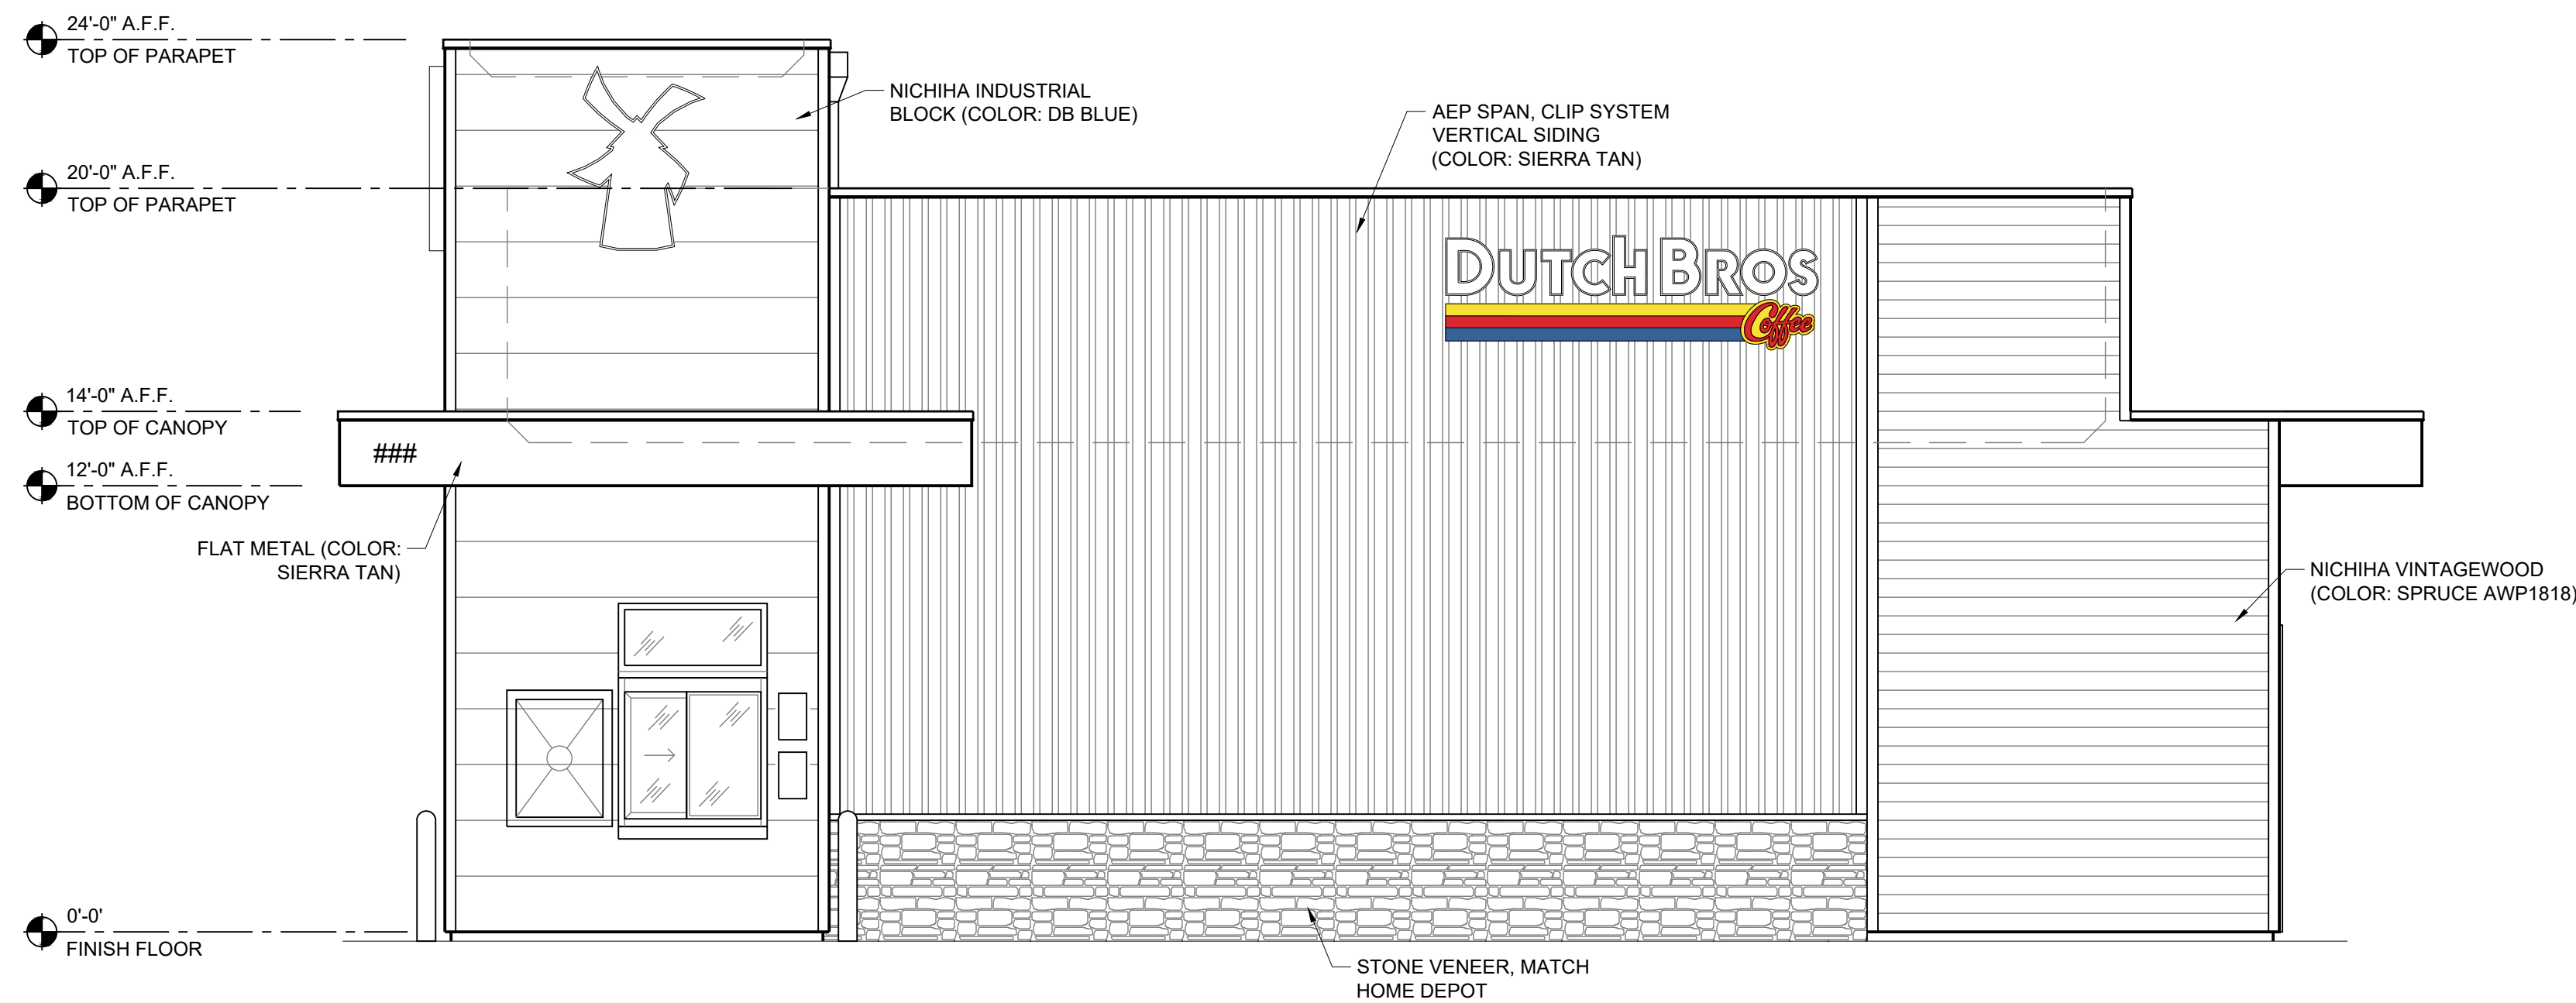 24'-0" A.F.F.
TOP OF PARAPET
NICHIHA INDUSTRIAL
BLOCK (COLOR: DB BLUE)
AEP SPAN, CLIP SYSTEM
VERTICAL SIDING
(COLOR: SIERRA TAN)
20'-0" A.F.F.
TOP OF PARAPET
DUTCH BROS
Coffee
14'-0" A.F.F.
TOP OF CANOPY
###
12'-0" A.F.F.
BOTTOM OF CANOPY
FLAT METAL (COLOR:
SIERRA TAN)
NICHIHA VINTAGEWOOD
(COLOR: SPRUCE AWP1818)
0'-0'
FINISH FLOOR
STONE VENEER, MATCH
HOME DEPOT